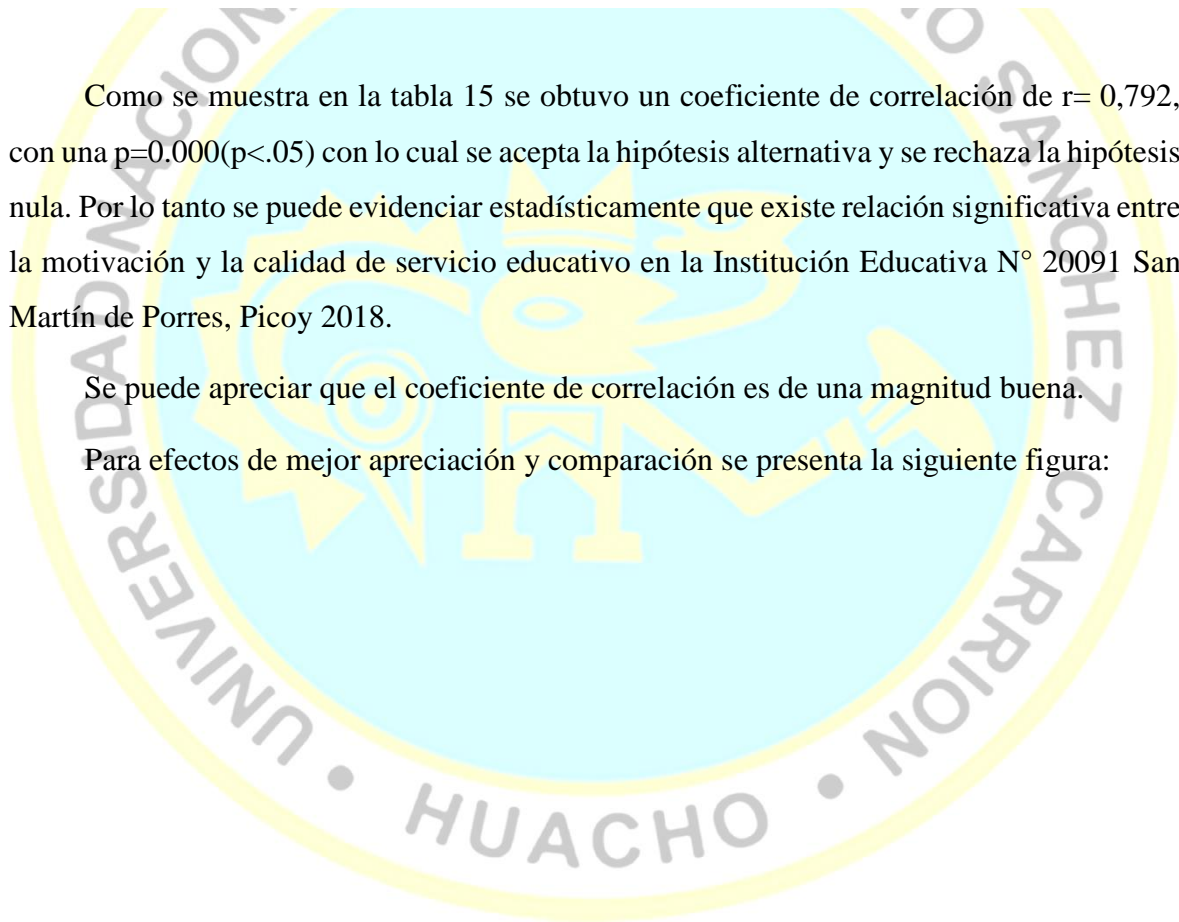 Como se muestra en la tabla 15 se obtuvo un coeficiente de correlación de r= 0,792,
con una p=0.000(p<.05) con lo cual se acepta la hipótesis alternativa y se rechaza la hipótesis
nula. Por lo tanto se puede evidenciar estadísticamente que existe relación significativa entre
la motivación y la calidad de servicio educativo en la Institución Educativa N° 20091 San
Martín de Porres, Picoy 2018.
Se puede apreciar que el coeficiente de correlación es de una magnitud buena.
Para efectos de mejor apreciación y comparación se presenta la siguiente figura:
SANCHEZ CARRION • HUACHO •